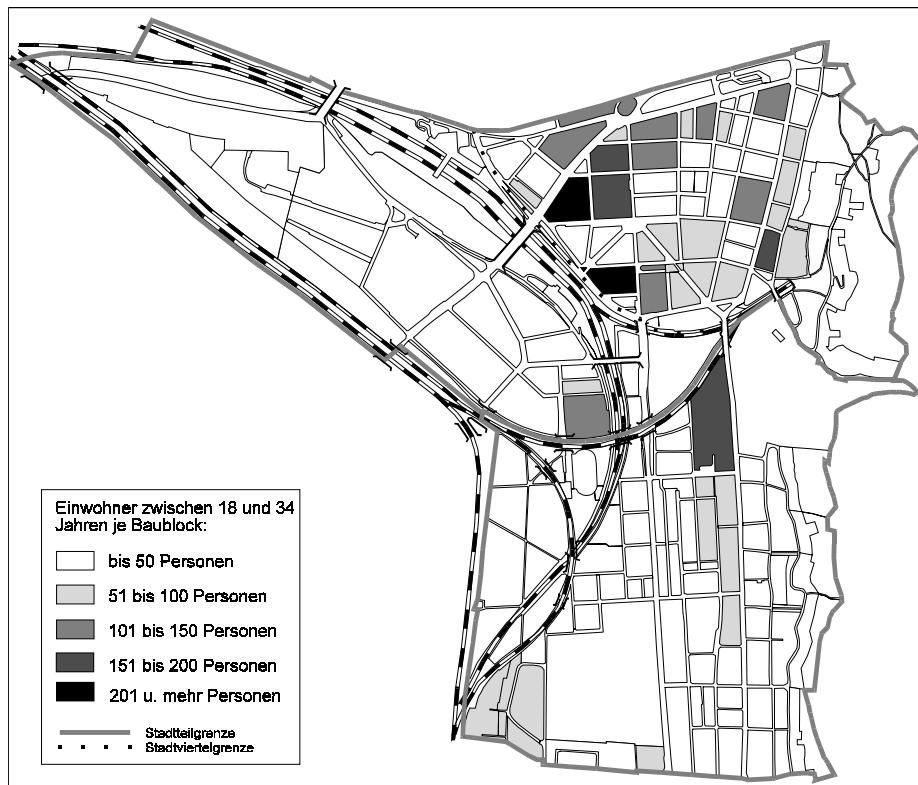 Einwohner zwischen 18 und 34
Jahren je Baublock:
bis 50 Personen
51 bis 100 Personen
101 bis 150 Personen
151 bis 200 Personen
201 u. mehr Personen
Stadtteilgrenze
Stadtviertelgrenze